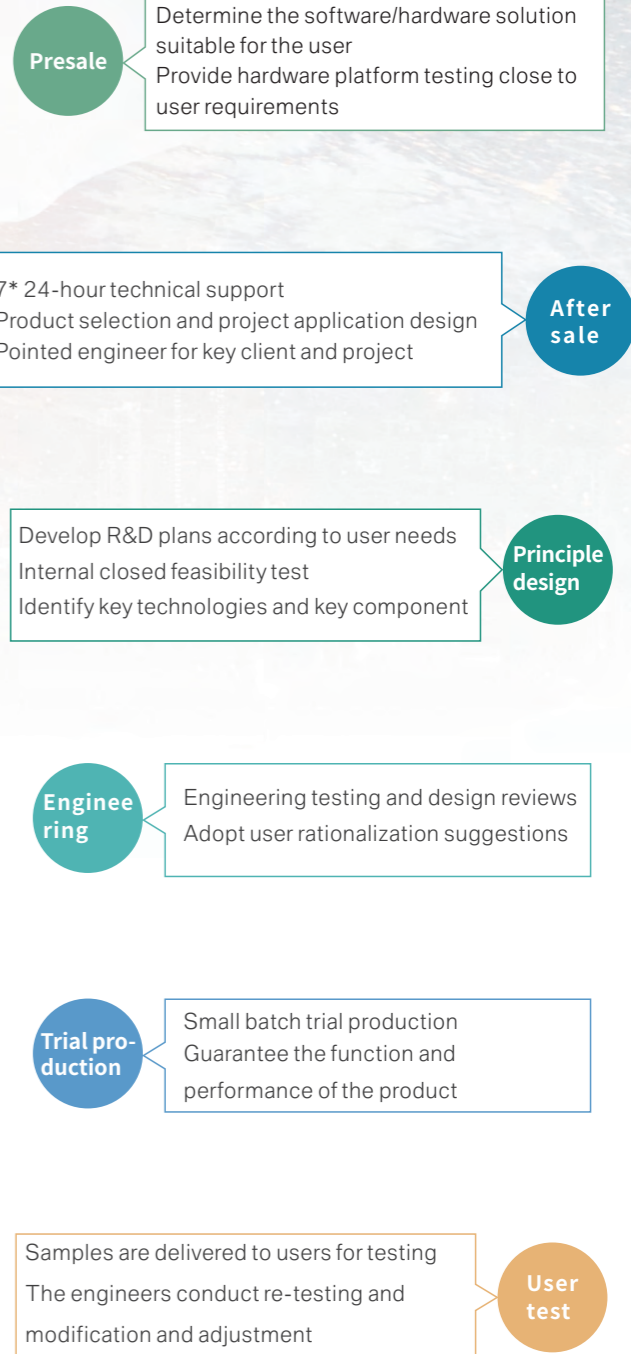 Presale
Determine the software/hardware solution
suitable for the user
Provide hardware platform testing close to
user requirements
7* 24-hour technical support
Product selection and project application design
Pointed engineer for key client and project
After
sale
Develop R&D plans according to user needs
Internal closed feasibility test
Identify key technologies and key component
Principle
design
Enginee
ring
Engineering testing and design reviews
Adopt user rationalization suggestions
Trial pro-
duction
Small batch trial production
Guarantee the function and
performance of the product
Samples are delivered to users for testing
The engineers conduct re-testing and
modification and adjustment
User
test